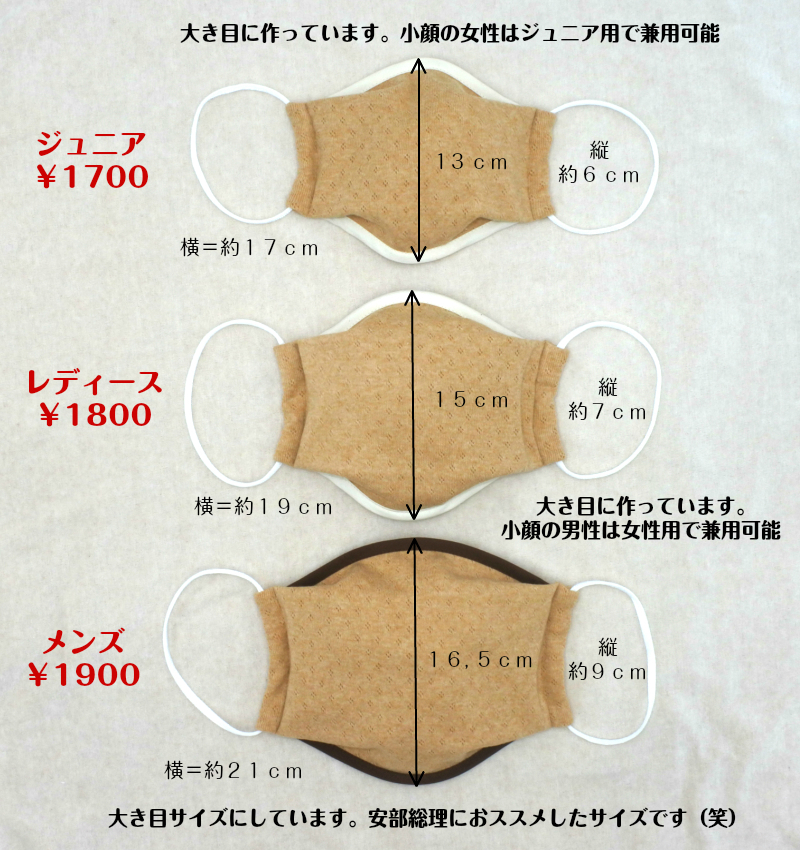 大き目に作っています。小顔の女性はジュニア用で兼用可能
ジュニア
￥1700
13ｃｍ
縦
約６ｃｍ
横＝約１７ｃｍ
レディース
￥1800
15ｃｍ
縦
約7ｃｍ
横＝約１９ｃｍ
大き目に作っています。
小顔の男性は女性用で兼用可能
メンズ
￥1900
16,5ｃｍ
縦
約９ｃｍ
横＝約２１ｃｍ
大き目サイズにしています。安部総理におススメしたサイズです（笑）